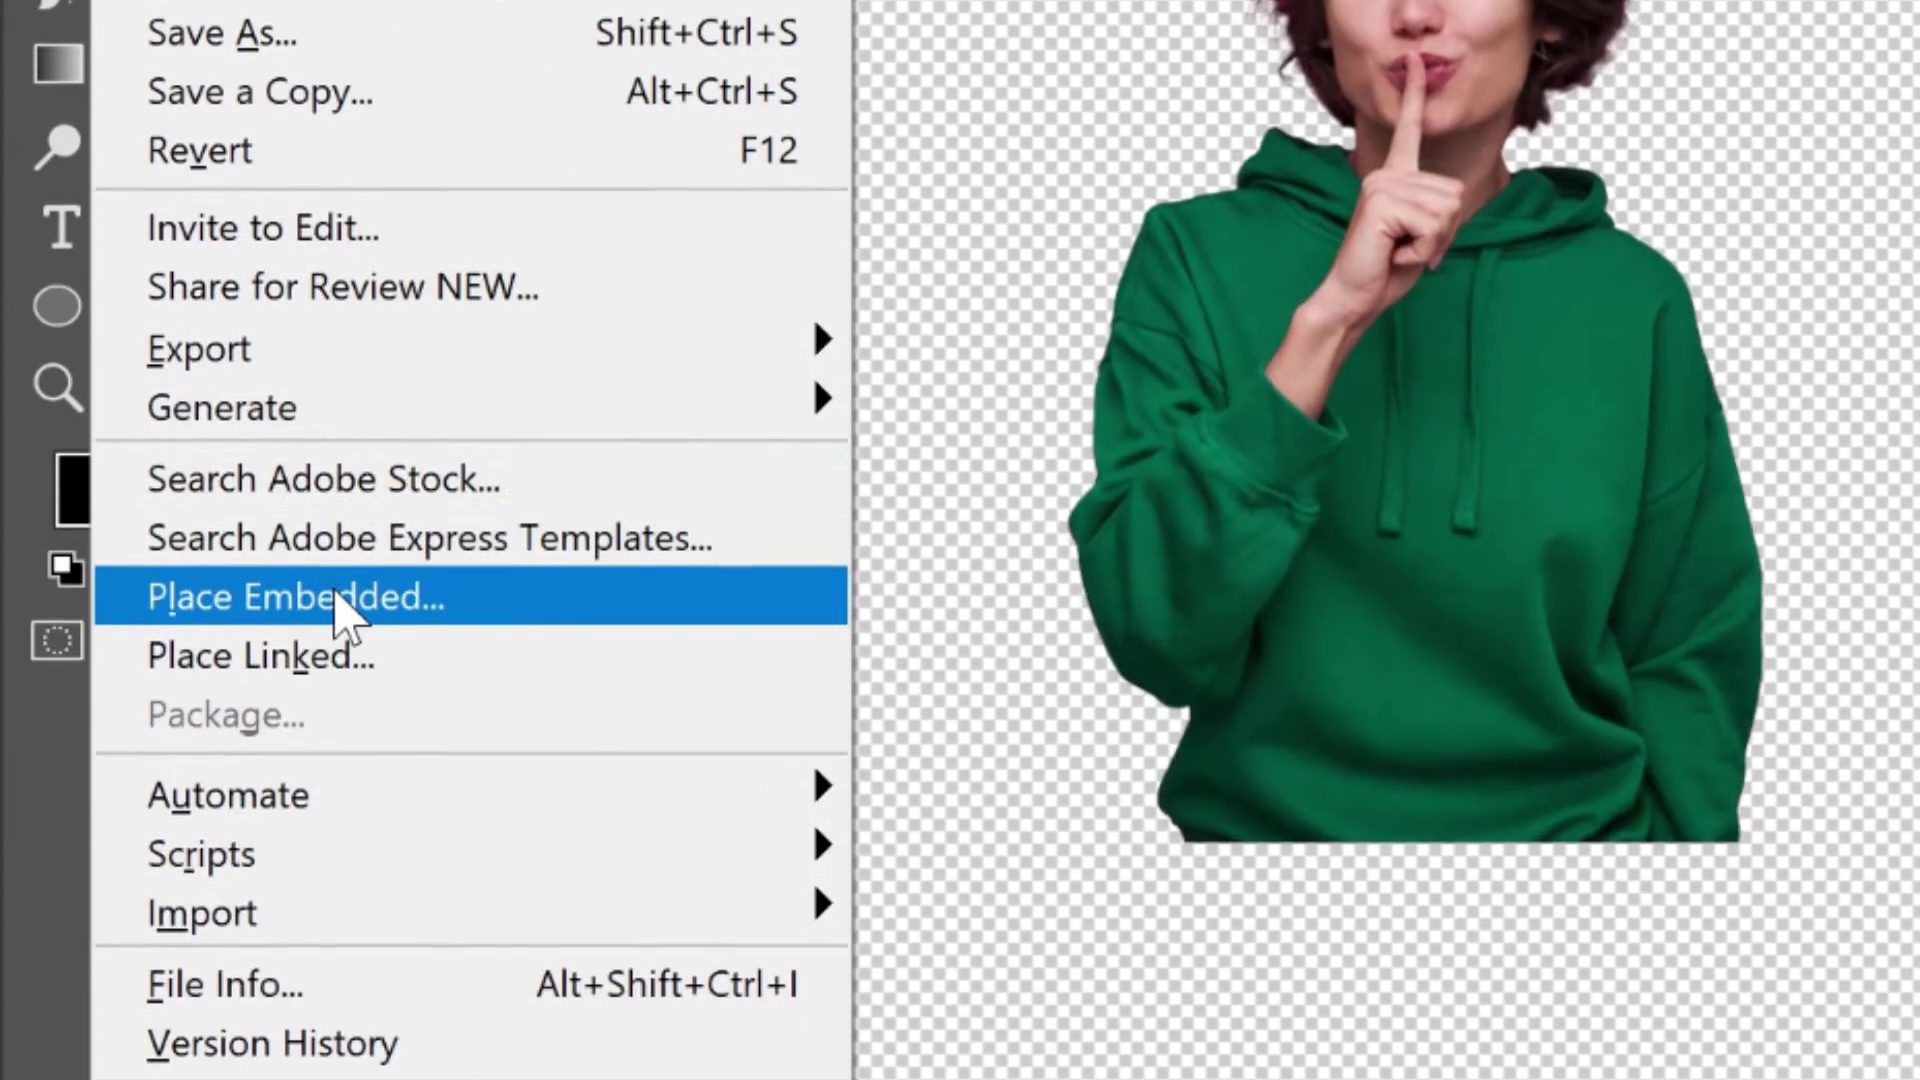 Save As... Shift+Ctrl+S
Save a Copy... Alt+Ctrl+S
Revert F12
Invite to Edit...
Share for Review NEW...
Export
Generate
Search Adobe Stock...
Search Adobe Express Templates...
Place Embedded...
Place Linked...
Package...
Automate
Scripts
Import
File Info... Alt+Shift+Ctrl+I
Version History